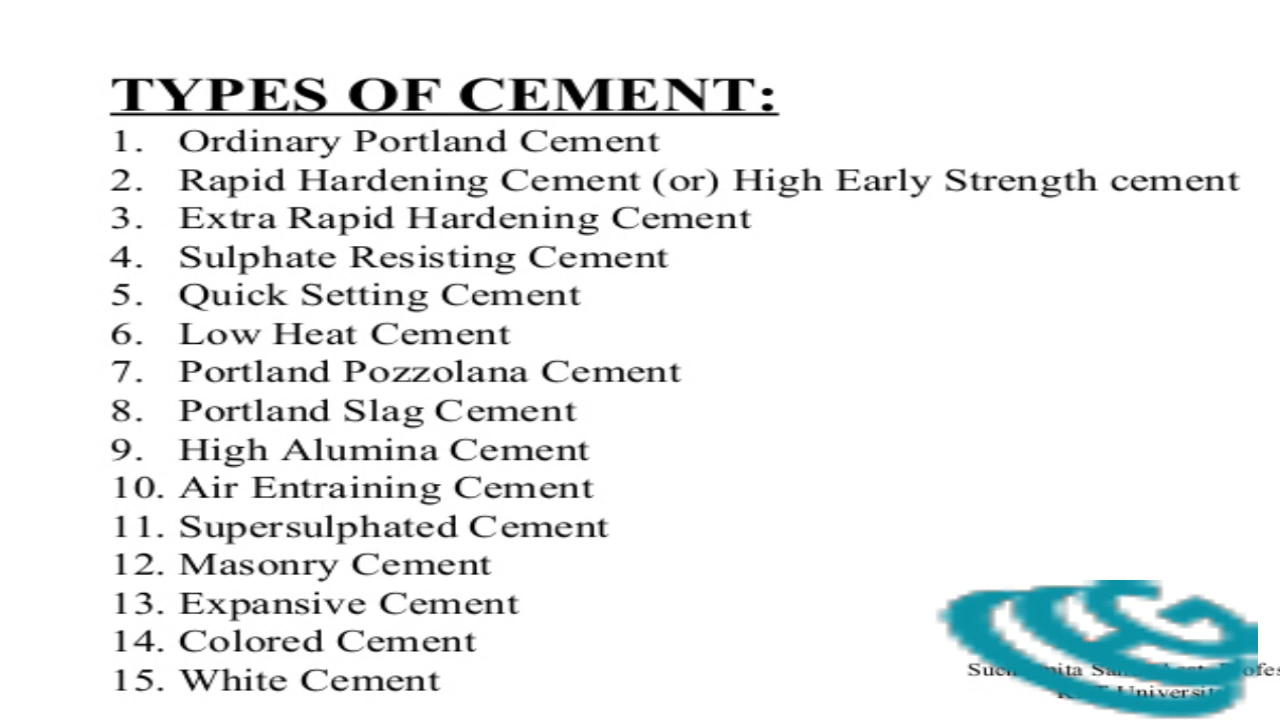 TYPES OF CEMENT:
1. Ordinary Portland Cement
2. Rapid Hardening Cement (or) High Early Strength cement
3. Extra Rapid Hardening Cement
4. Sulphate Resisting Cement
5. Quick Setting Cement
6. Low Heat Cement
7. Portland Pozzolana Cement
8. Portland Slag Cement
9. High Alumina Cement
10. Air Entraining Cement
11. Supersulphated Cement
12. Masonry Cement
13. Expansive Cement
14. Colored Cement
15. White Cement